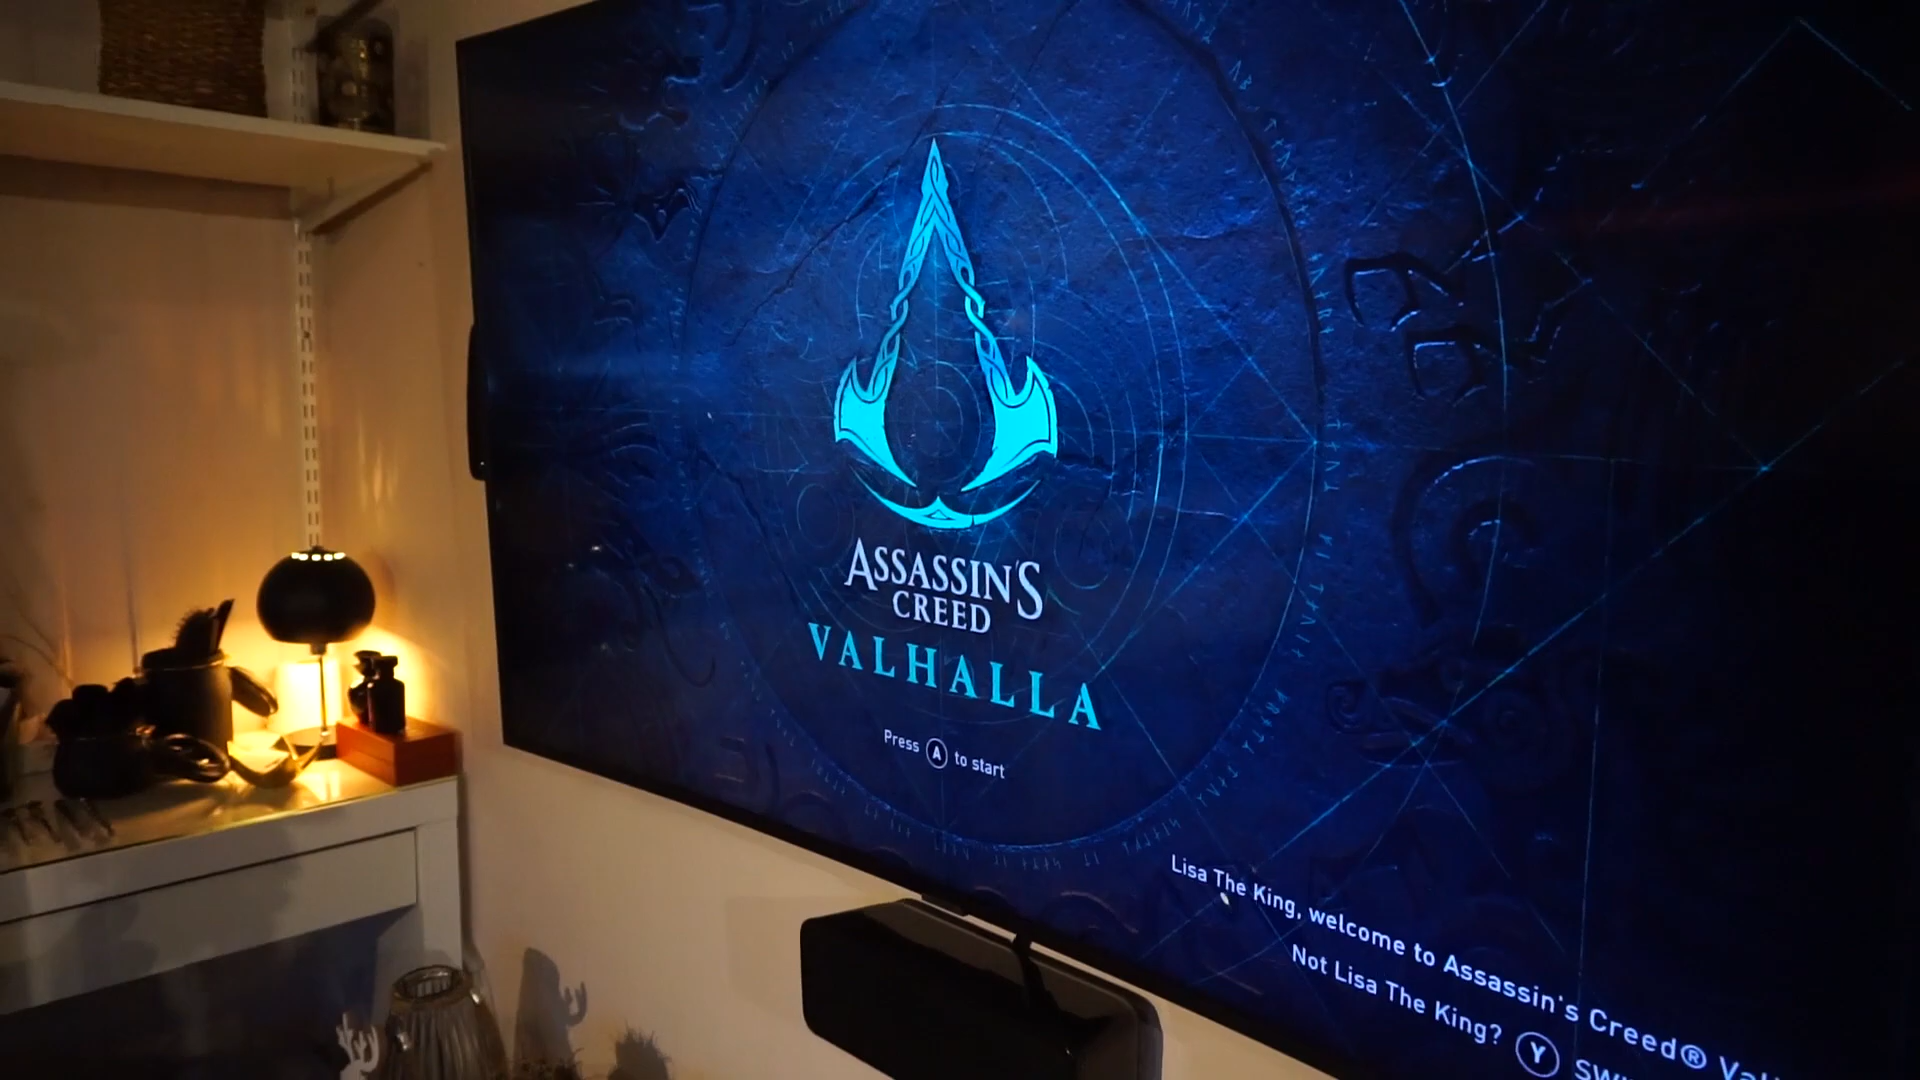 ASSASSIN'S
CREED
VALHALLA
Press A to start
Lisa The King, welcome to Assassin's Creed®
Not Lisa The King? Y